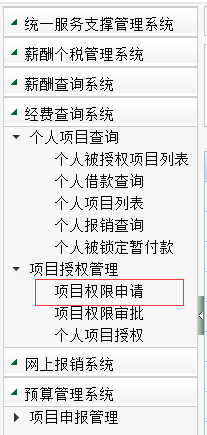 统一服务支撑管理系统
薪酬个税管理系统
薪酬查询系统
经费查询系统
个人项目查询
个人被授权项目列表
个人借款查询
个人项目列表
个人报销查询
个人被锁定暂付款
项目授权管理
项目权限申请
项目权限审批
个人项目授权
网上报销系统
预算管理系统
项目申报管理